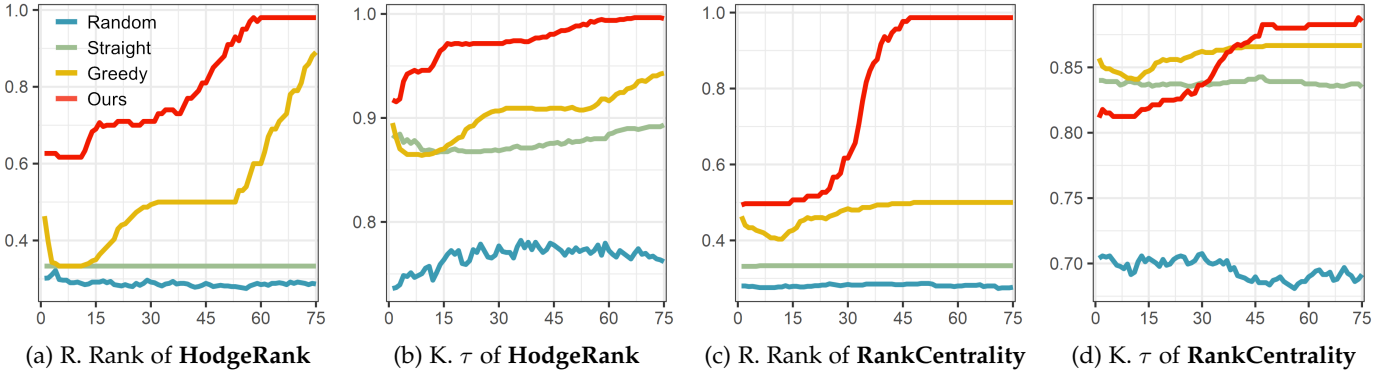 1.0
0.8
0.6
0.4
Random
Straight
Greedy
Ours
0 15 30 45 60 75
(a) R. Rank of HodgeRank
1.0
0.9
0.8
0 15 30 45 60 75
(b) K. τ of HodgeRank
1.0
0.8
0.6
0.4
0 15 30 45 60 75
(c) R. Rank of RankCentrality
0.85
0.80
0.75
0.70
0 15 30 45 60 75
(d) K. τ of RankCentrality